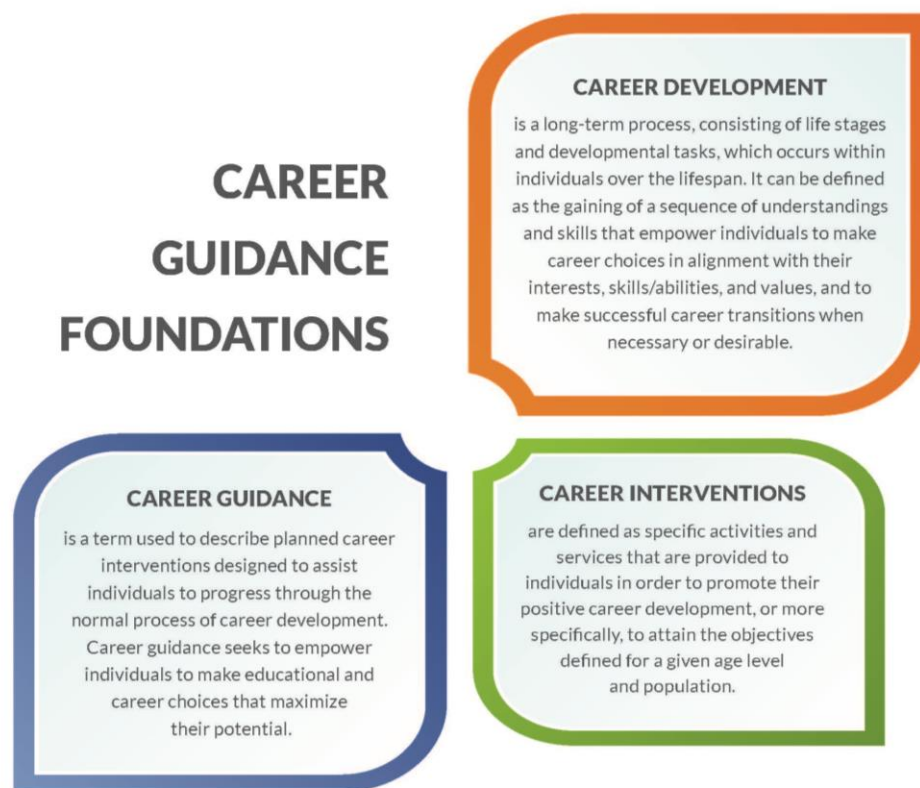 CAREER
GUIDANCE
FOUNDATIONS
CAREER DEVELOPMENT
is a long-term process, consisting of life stages
and developmental tasks, which occurs within
individuals over the lifespan. It can be defined
as the gaining of a sequence of understandings
and skills that empower individuals to make
career choices in alignment with their
interests, skills/abilities, and values, and to
make successful career transitions when
necessary or desirable.
CAREER GUIDANCE
is a term used to describe planned career
interventions designed to assist
individuals to progress through the
normal process of career development.
Career guidance seeks to empower
individuals to make educational and
career choices that maximize
their potential.
CAREER INTERVENTIONS
are defined as specific activities and
services that are provided to
individuals in order to promote their
positive career development, or more
specifically, to attain the objectives
defined for a given age level
and population.